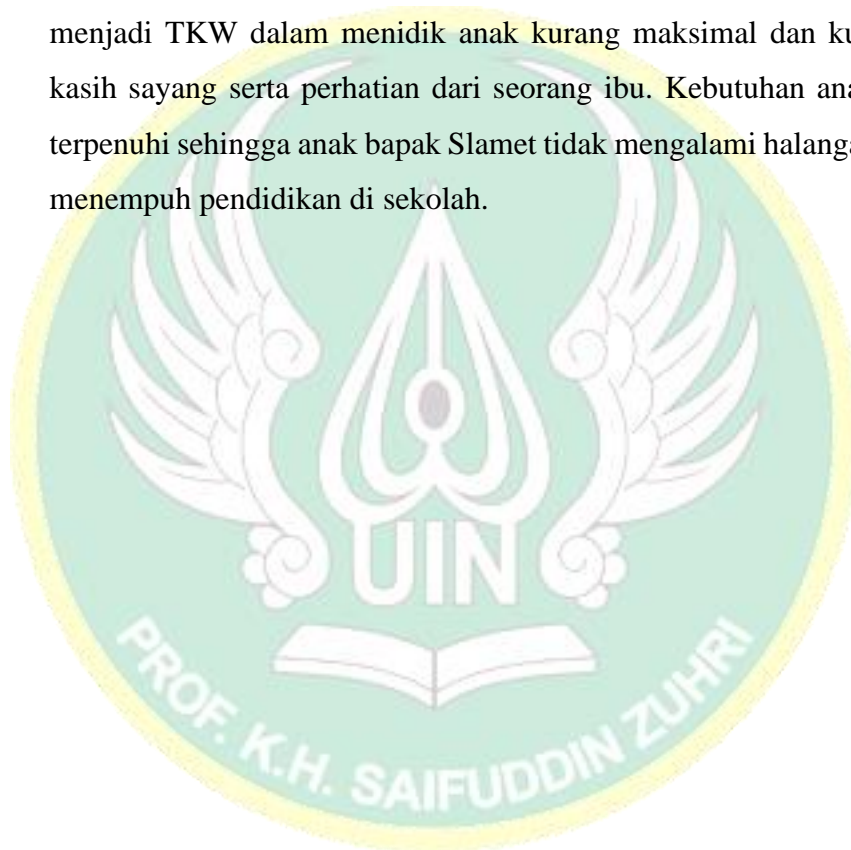 menjadi TKW dalam menidik anak kurang maksimal dan ku
kasih sayang serta perhatian dari seorang ibu. Kebutuhan ana
terpenuhi sehingga anak bapak Slamet tidak mengalami halanga
menempuh pendidikan di sekolah.
UIN
PROF. K.H. SAIFUDDIN ZUHRI